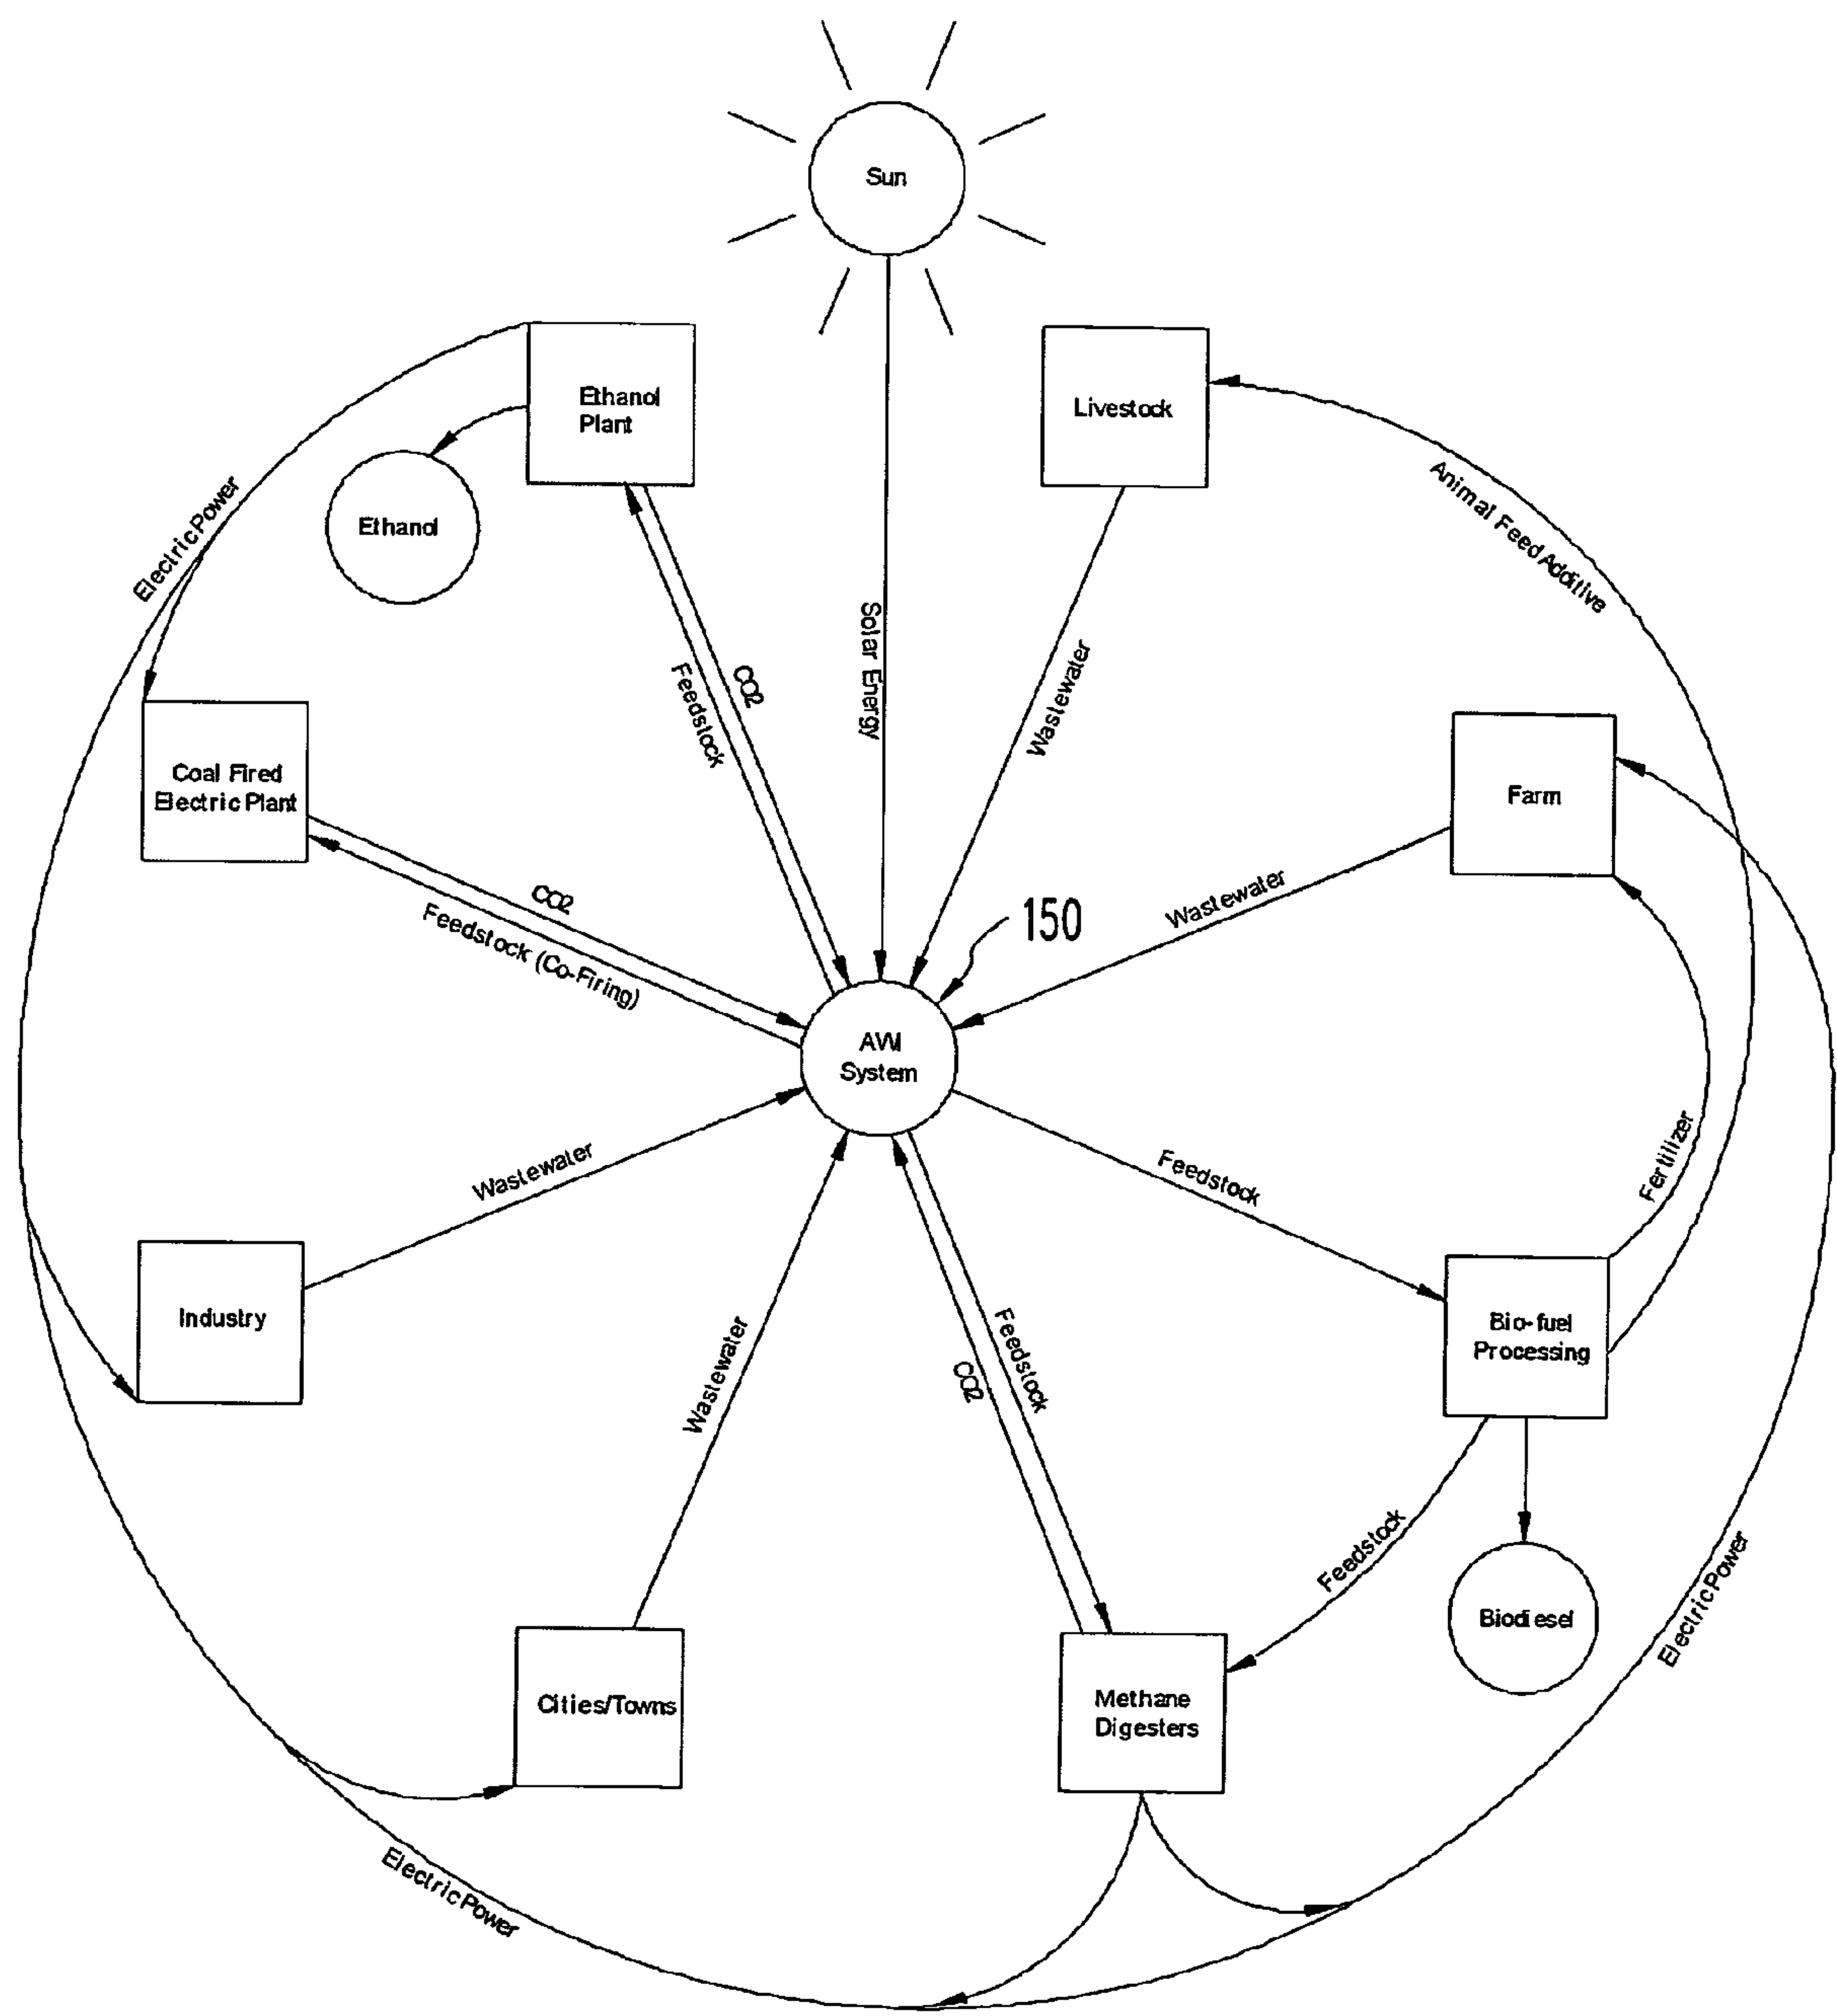 Sun
Ethanol
Plant
Livestock
Ethanol
Electric Power
Animal Feed Additive
Solar Energy
CO2
Feedstock
Wastewater
Coal Fired
Electric Plant
Farm
CO2
Feedstock (Co-Firing)
150
Wastewater
AWI
System
Wastewater
Feedstock
Fertilizer
Industry
Bio-fuel
Processing
Wastewater
CO2
Feedstock
Feedstock
Biodiesel
Electric Power
Cities/Towns
Methane
Digesters
Electric Power